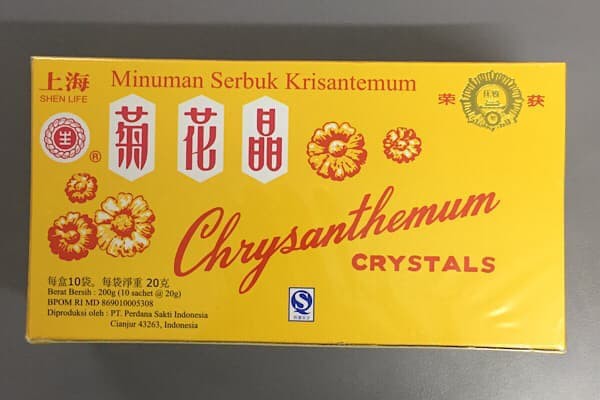 上海
SHEN LIFE
Minuman Serbuk Krisantemum
荣 获
生
®
菊花晶
Chrysanthemum
CRYSTALS
每盒10袋。每袋淨重 20克
Berat Bersih : 200g (10 sachet @ 20g)
BPOM RI MD 869010005308
Diproduksi oleh : PT. Perdana Sakti Indonesia
Cianjur 43263, Indonesia